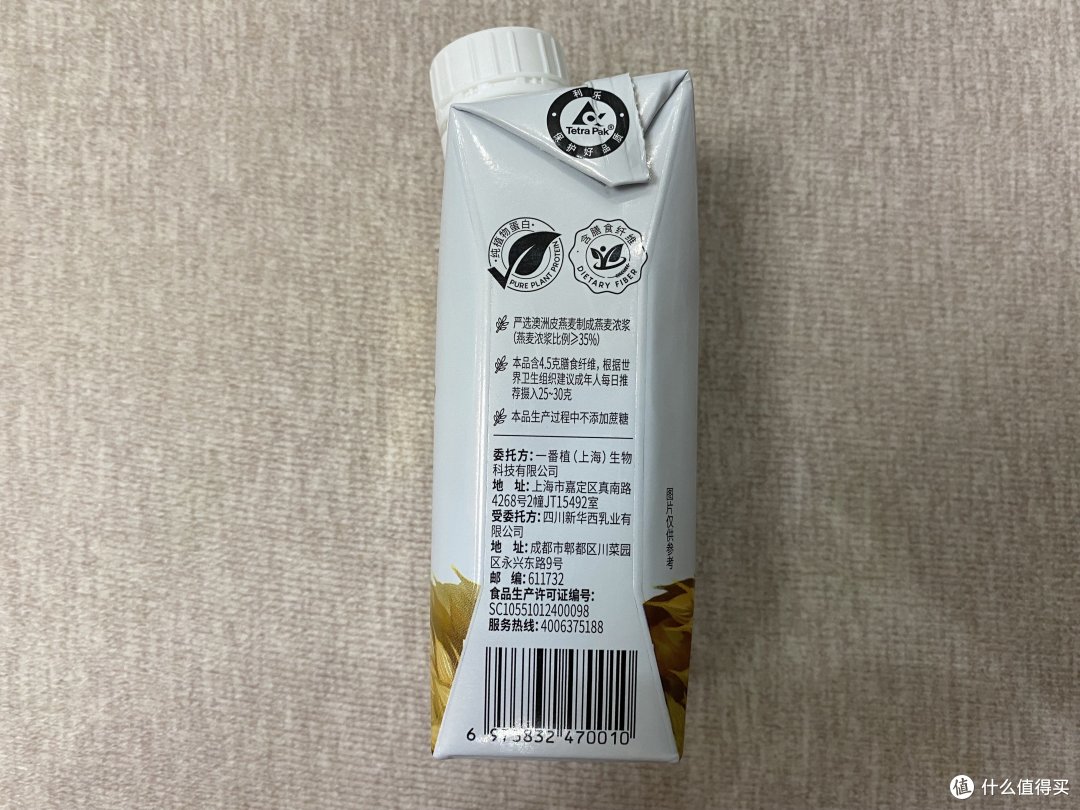 利乐
Tetra Pak®
保护好品质
·纯植物蛋白·
PURE PLANT PROTEIN
·含膳食纤维·
DIETARY FIBER
严选澳洲皮燕麦制成燕麦浓浆
(燕麦浓浆比例≥35%)
本品含4.5克膳食纤维,根据世
界卫生组织建议成年人每日推
荐摄入25~30克
本品生产过程中不添加蔗糖
委托方:一番植(上海)生物
科技有限公司
地 址:上海市嘉定区真南路
4268号2幢JT15492室
受委托方:四川新华西乳业有
限公司
地 址:成都市郫都区川菜园
区永兴东路9号
邮 编:611732
食品生产许可证编号:
SC10551012400098
服务热线:4006375188
图片仅供参考
6 975832 470010
值 什么值得买